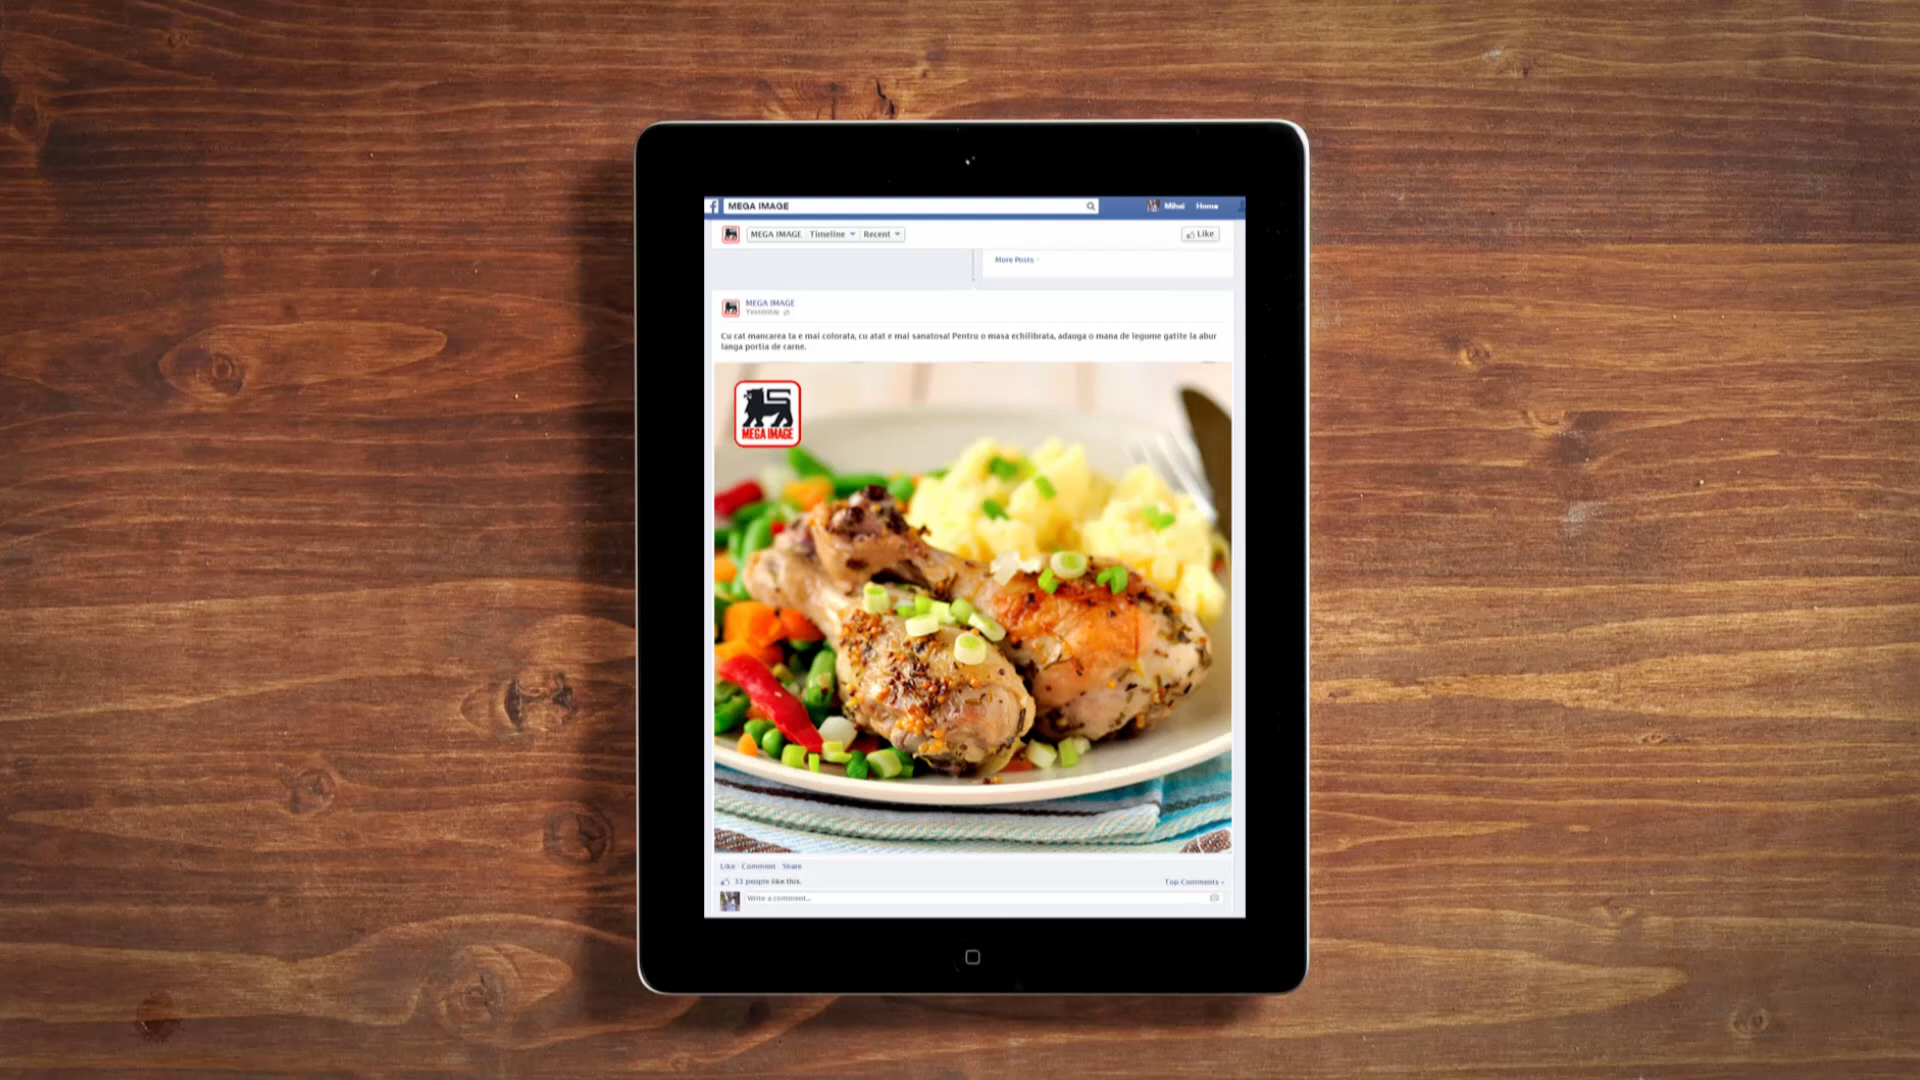 MEGA IMAGE
Mihai Home
MEGA IMAGE Timeline Recent
Like
More Posts
MEGA IMAGE
Yesterday
Cu cat mancarea ta e mai colorata, cu atat e mai sanatosa! Pentru o masa echilibrata, adauga o mana de legume gatite la abur
langa portia de carne.
MEGA IMAGE
Like · Comment · Share
33 people like this.
Top Comments
Write a comment...